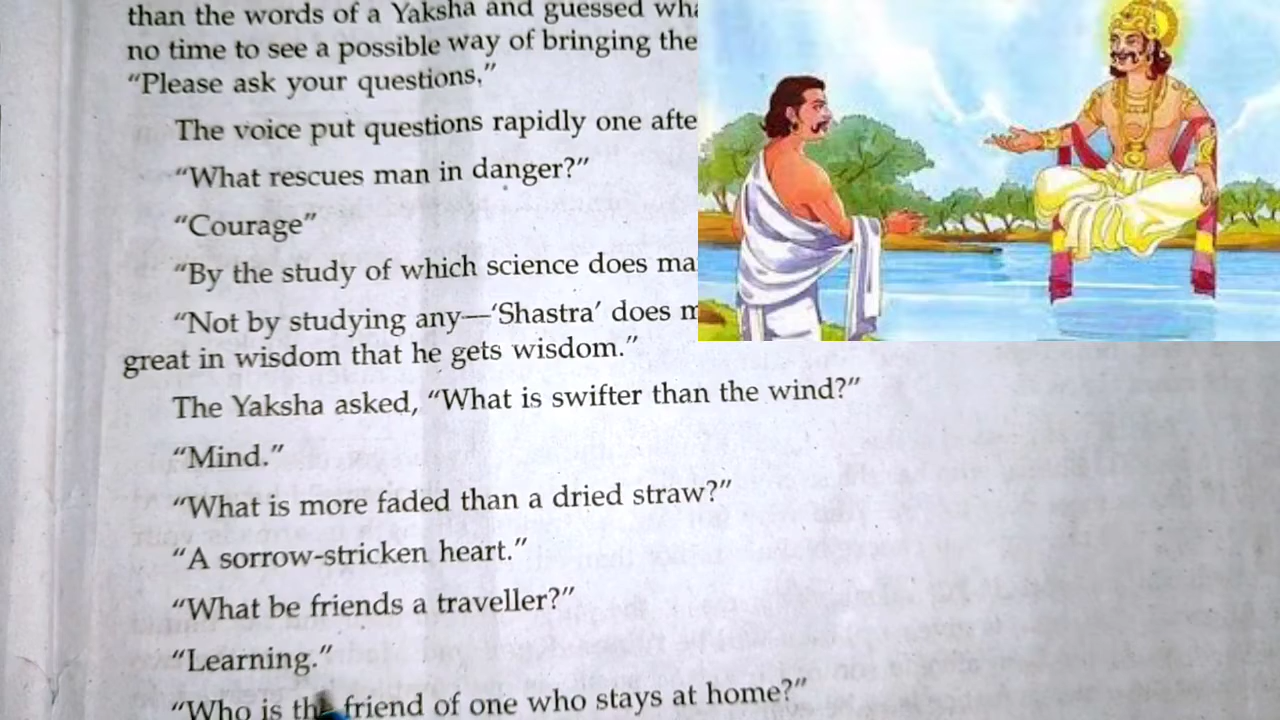 than the words of a Yaksha and guessed
no time to see a possible way of bringing the
“Please ask your questions,”
The voice put questions rapidly one
“What rescues man in danger?”
“Courage”
“By the study of which science does
“Not by studying any—‘Shastra’ does
great in wisdom that he gets wisdom.”
The Yaksha asked, “What is swifter than the wind?”
“Mind.”
“What is more faded than a dried straw?”
“A sorrow-stricken heart.”
“What be friends a traveller?”
“Learning.”
“Who is the friend of one who stays at home?”